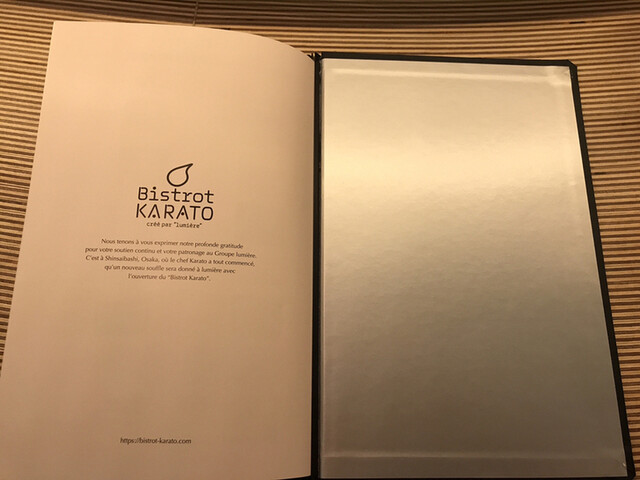 Bistrot
KARATO
créé par "lumière"
Nous tenons à vous exprimer notre profonde gratitude
pour votre soutien continu et votre patronage au Groupe lumière.
C'est à Shinsaibashi, Osaka, où le chef Karato a tout commencé,
qu'un nouveau souffle sera donné à lumière avec
l'ouverture du "Bistrot Karato".
https://bistrot-karato.com